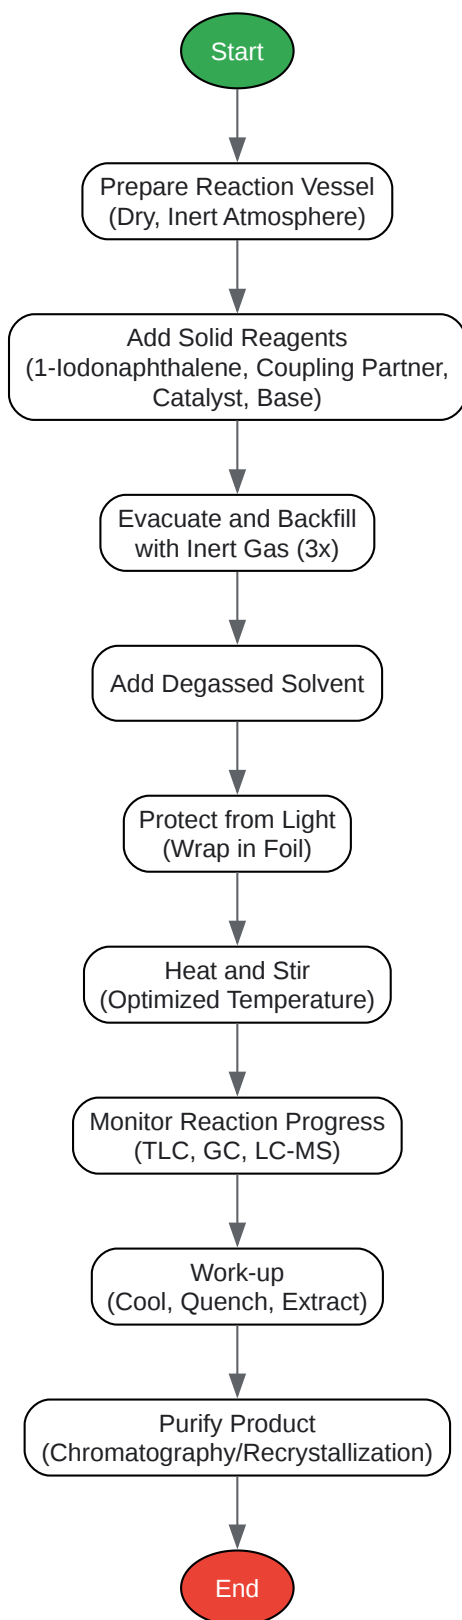 Start
Prepare Reaction Vessel
(Dry, Inert Atmosphere)
Add Solid Reagents
(1-Iodonaphthalene, Coupling Partner,
Catalyst, Base)
Evacuate and Backfill
with Inert Gas (3x)
Add Degassed Solvent
Protect from Light
(Wrap in Foil)
Heat and Stir
(Optimized Temperature)
Monitor Reaction Progress
(TLC, GC, LC-MS)
Work-up
(Cool, Quench, Extract)
Purify Product
(Chromatography/Recrystallization)
End